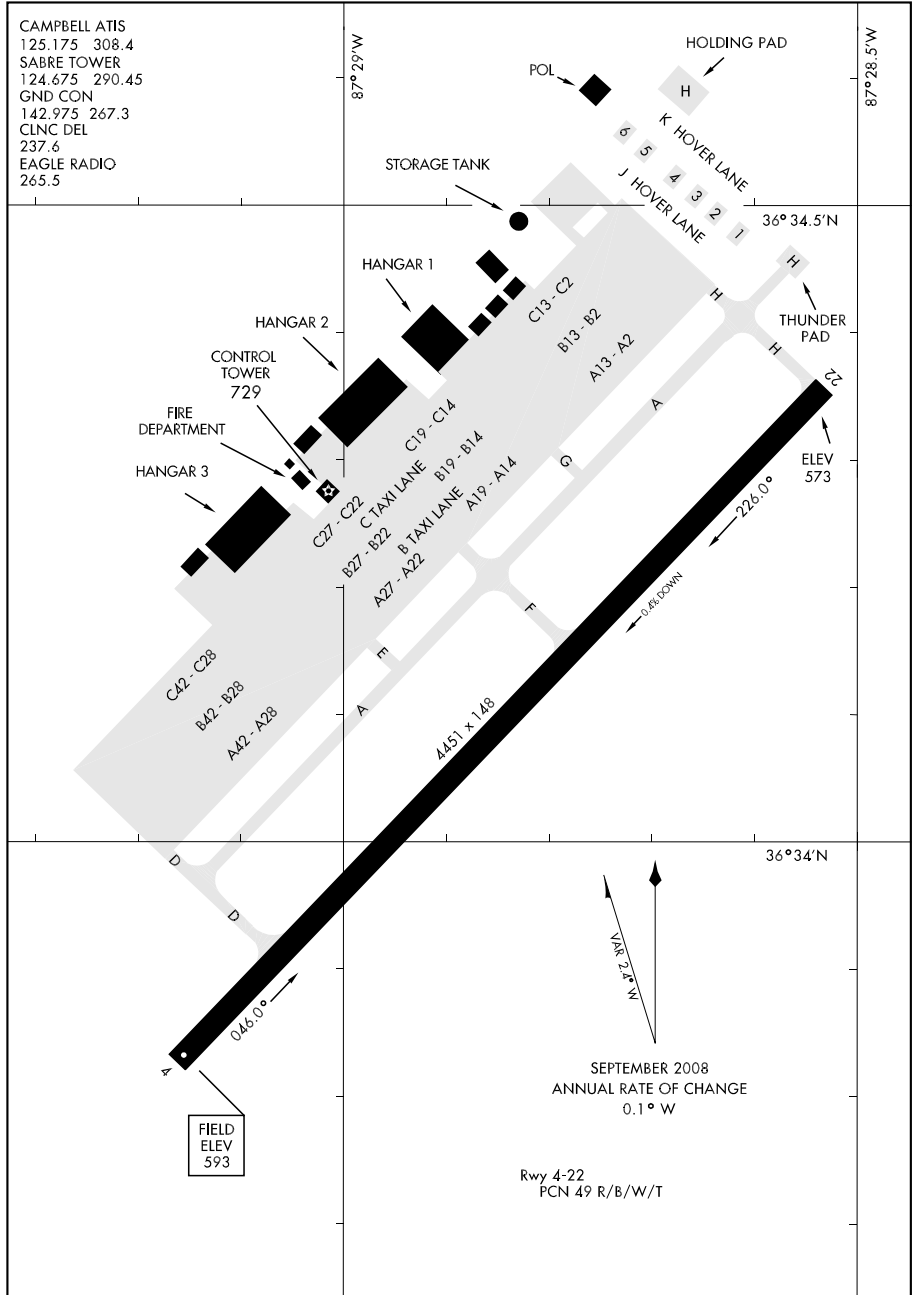 CAMPBELL ATIS
125.175 308.4
SABRE TOWER
124.675 290.45
GND CON
142.975 267.3
CLNC DEL
237.6
EAGLE RADIO
265.5
87°29'W
87°28.5'W
HOLDING PAD
POL
H
K HOVER LANE
6
5
4
3
2
1
J HOVER LANE
STORAGE TANK
36°34.5'N
H
HANGAR 1
H
THUNDER
PAD
C13 - C2
B13 - B2
A13 - A2
HANGAR 2
H
CONTROL
TOWER
729
22
FIRE
DEPARTMENT
A
C19 - C14
B19 - B14
A19 - A14
G
ELEV
573
HANGAR 3
C TAXI LANE
B TAXI LANE
226.0°
C27 - C22
B27 - B22
A27 - A22
0.4% DOWN
F
E
C42 - C28
B42 - B28
A42 - A28
A
4451 x 148
D
36°34'N
D
VAR 2.4° W
046.0°
4
SEPTEMBER 2008
ANNUAL RATE OF CHANGE
0.1° W
FIELD
ELEV
593
Rwy 4-22
PCN 49 R/B/W/T